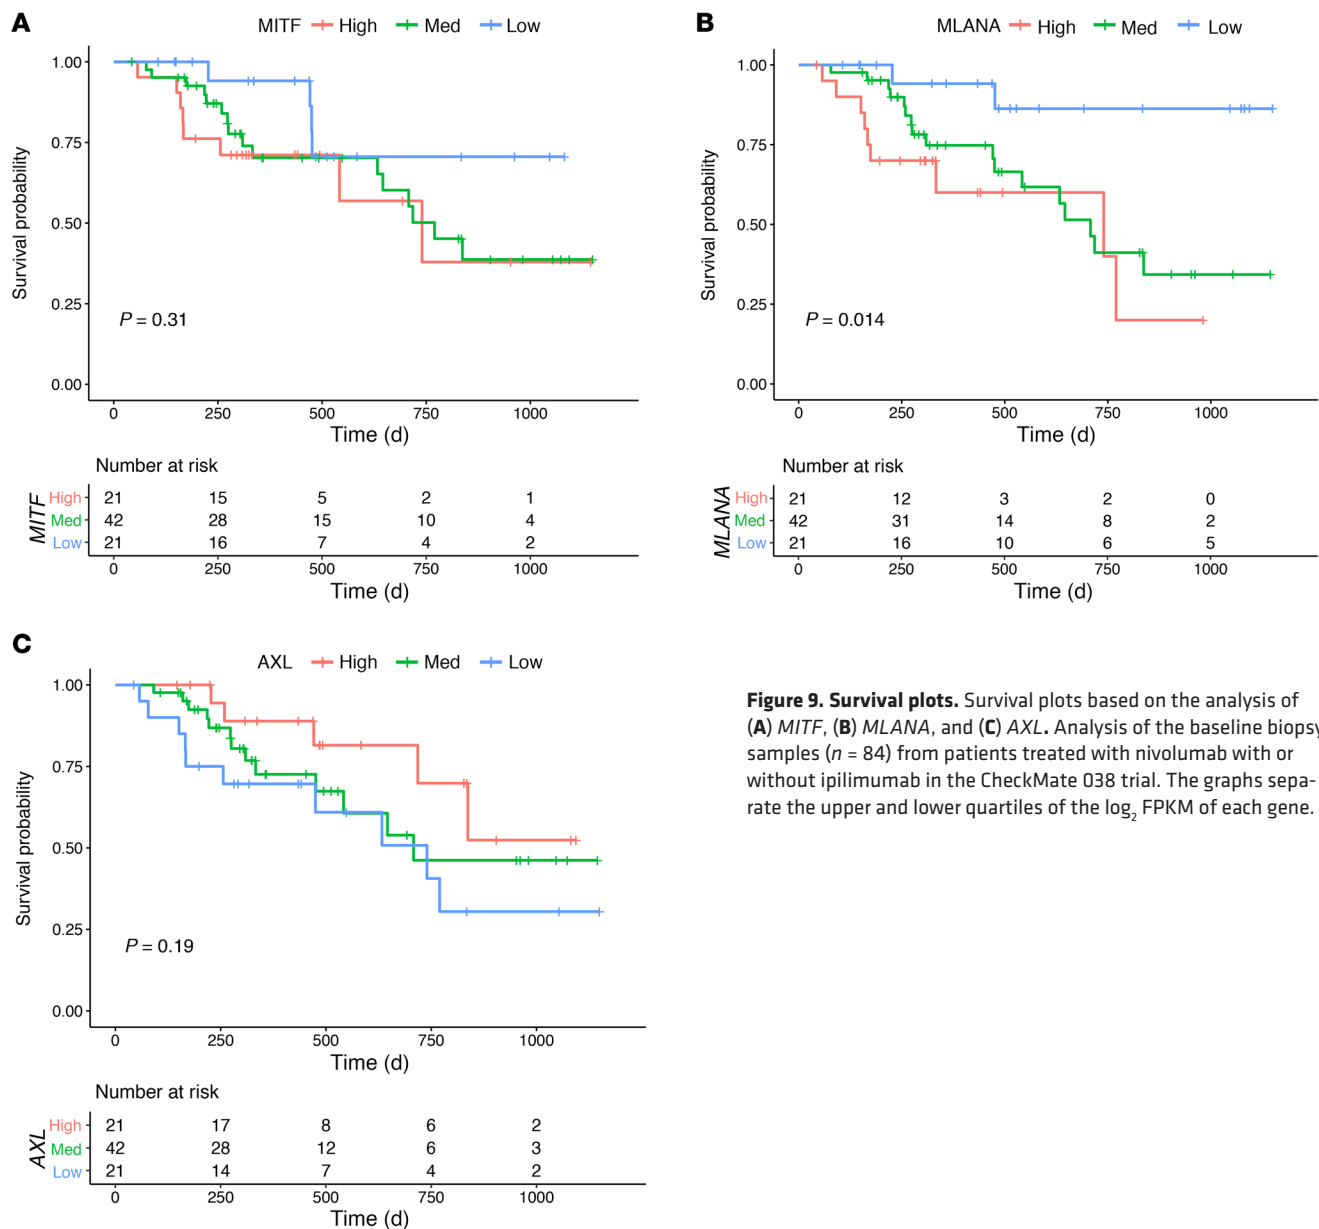 A
MITF High Med Low
Survival probability
1.00
0.75
0.50
0.25
0.00
P = 0.31
0 250 500 750 1000
Time (d)
Number at risk
MITF
High 21 15 5 2 1
Med 42 28 15 10 4
Low 21 16 7 4 2
0 250 500 750 1000
Time (d)
B
MLANA High Med Low
Survival probability
1.00
0.75
0.50
0.25
0.00
P = 0.014
0 250 500 750 1000
Time (d)
Number at risk
MLANA
High 21 12 3 2 0
Med 42 31 14 8 2
Low 21 16 10 6 5
0 250 500 750 1000
Time (d)
C
AXL High Med Low
Survival probability
1.00
0.75
0.50
0.25
0.00
P = 0.19
0 250 500 750 1000
Time (d)
Number at risk
AXL
High 21 17 8 6 2
Med 42 28 12 6 3
Low 21 14 7 4 2
0 250 500 750 1000
Time (d)
Figure 9. Survival plots. Survival plots based on the analysis of
(A) MITF, (B) MLANA, and (C) AXL. Analysis of the baseline biopsy
samples (n = 84) from patients treated with nivolumab with or
without ipilimumab in the CheckMate 038 trial. The graphs sepa-
rate the upper and lower quartiles of the log₂ FPKM of each gene.